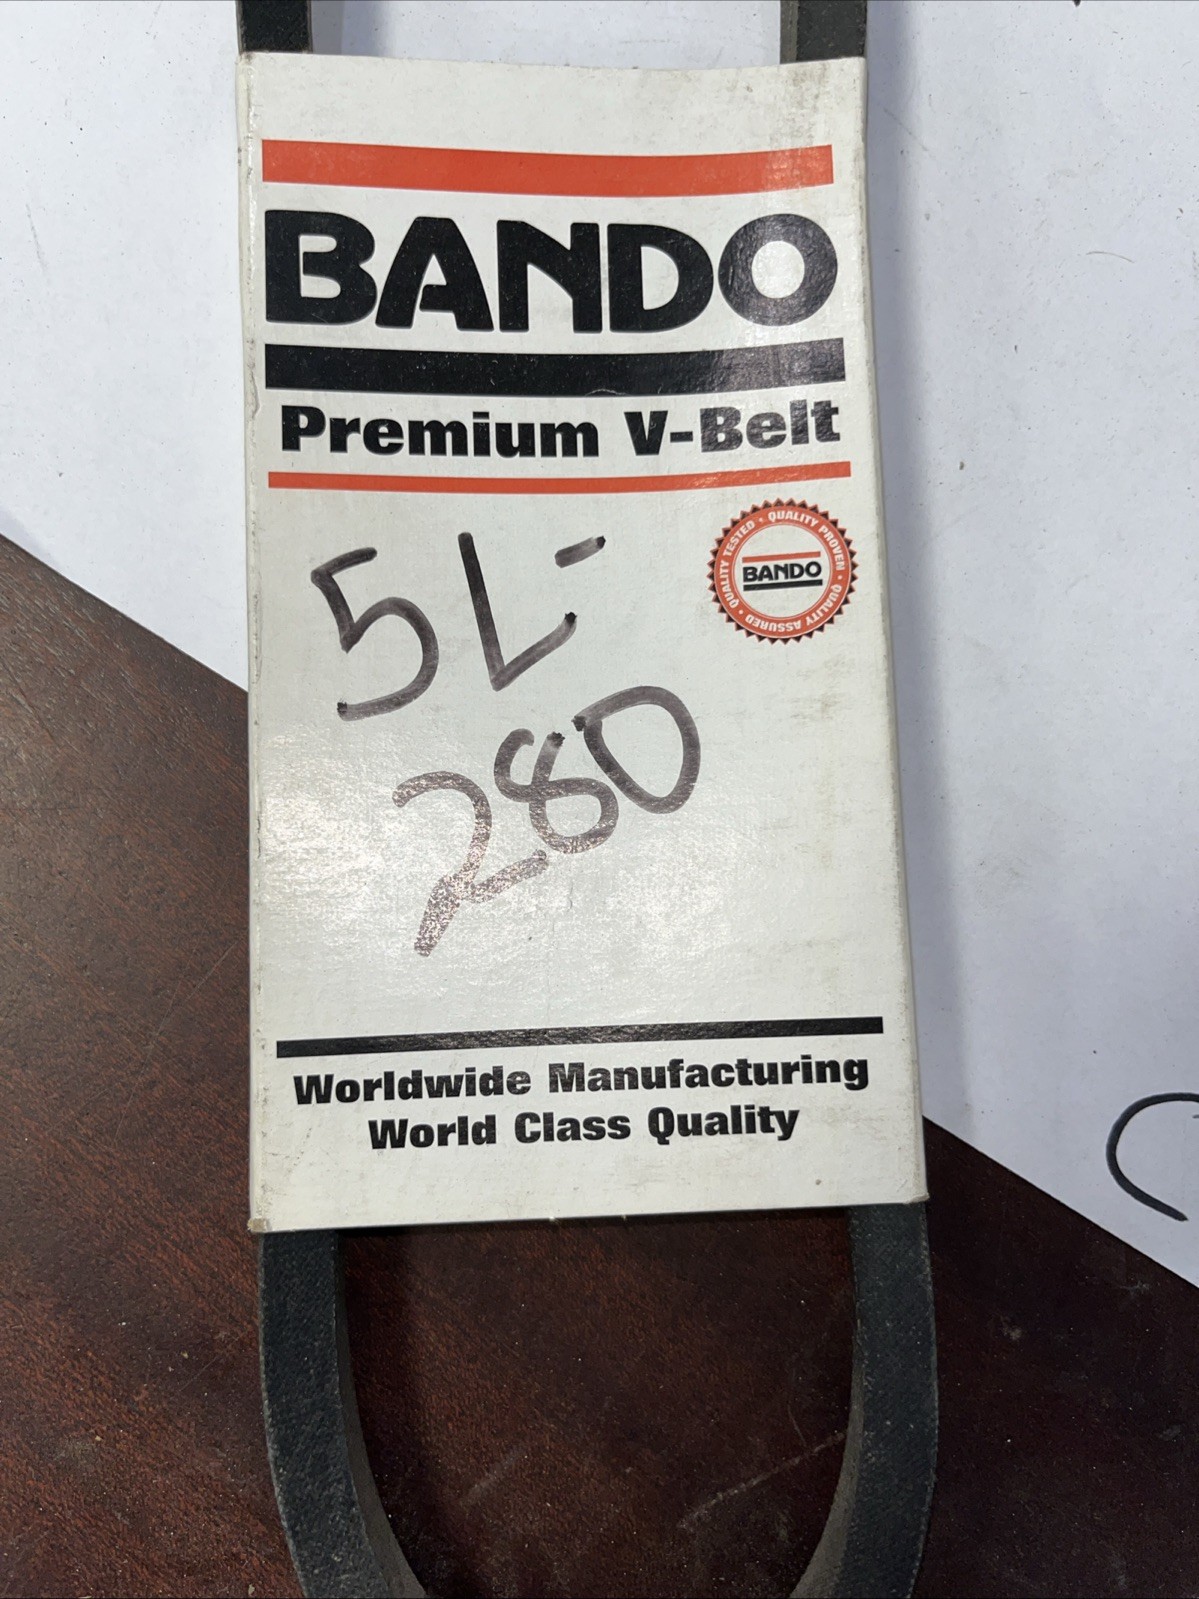 BANDO
Premium V-Belt
5L-
280
QUALITY TESTED • QUALITY PROVEN • QUALITY ASSURED •
BANDO
Worldwide Manufacturing
World Class Quality